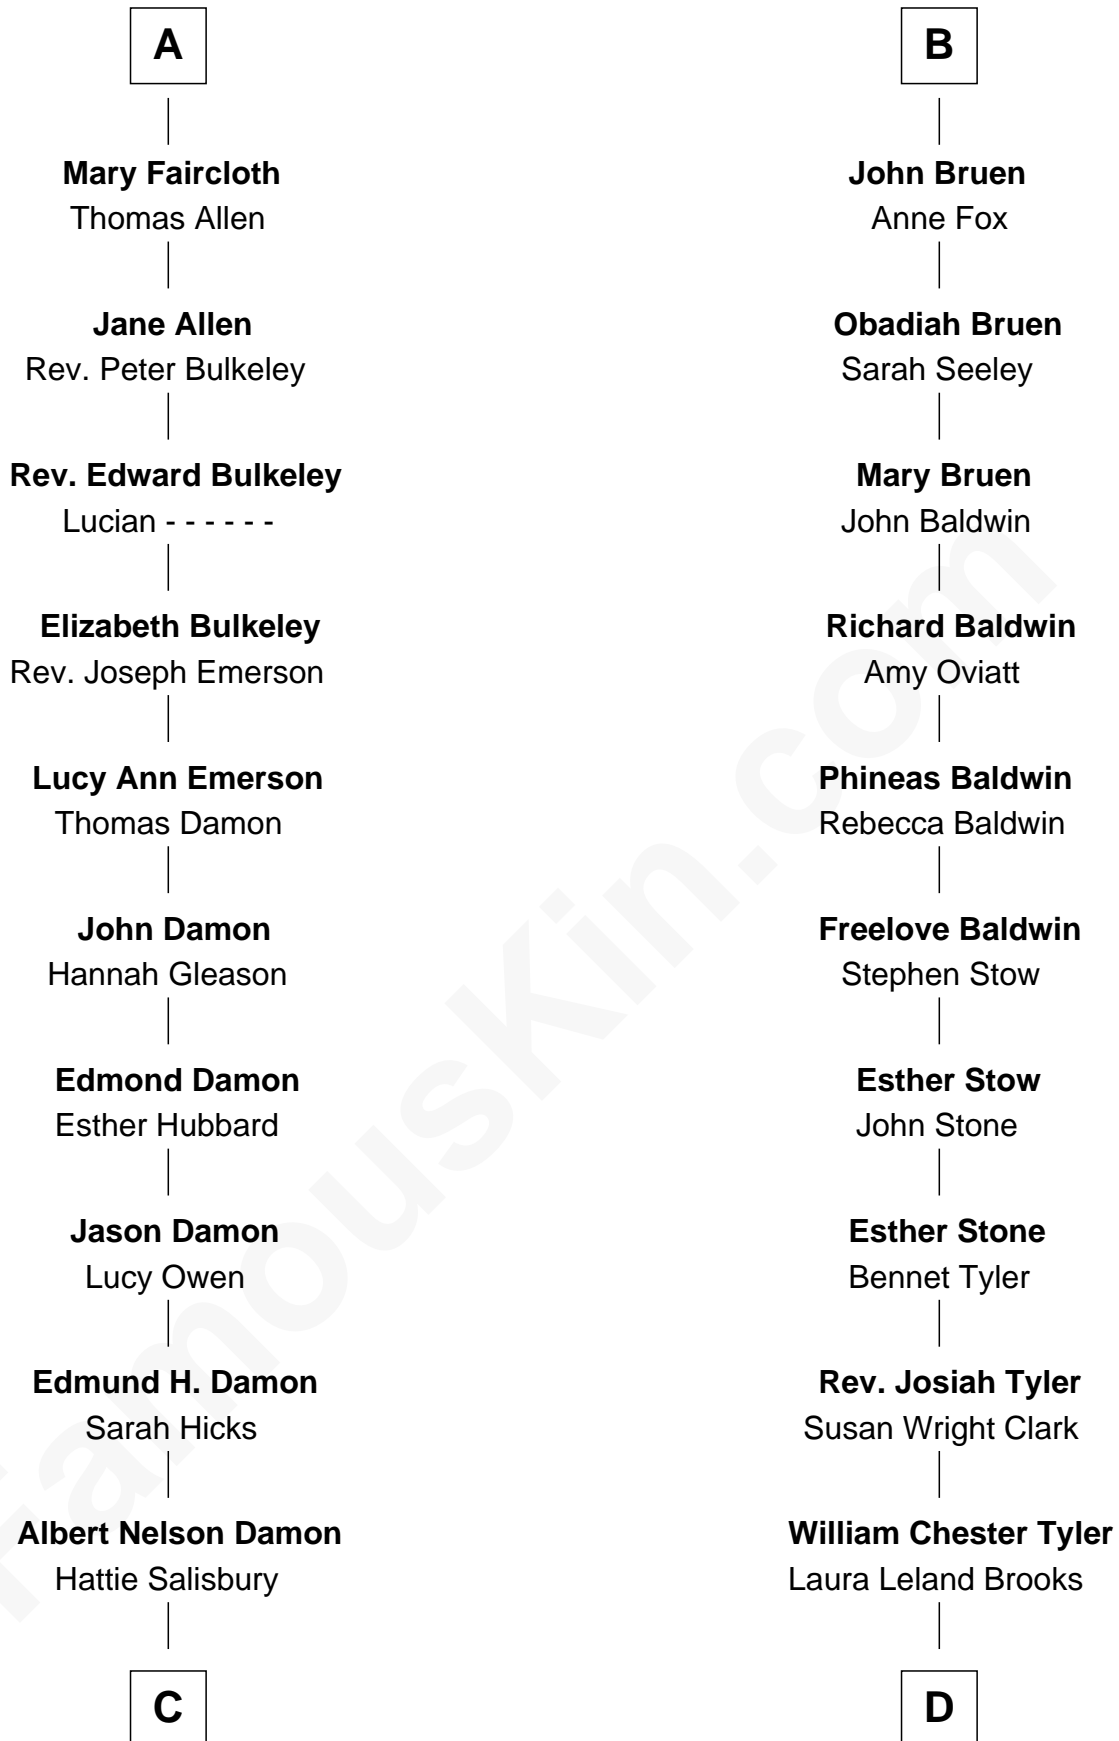 A
Mary Faircloth
Thomas Allen
Jane Allen
Rev. Peter Bulkeley
Rev. Edward Bulkeley
Lucian - - - - - -
Elizabeth Bulkeley
Rev. Joseph Emerson
Lucy Ann Emerson
Thomas Damon
John Damon
Hannah Gleason
Edmond Damon
Esther Hubbard
Jason Damon
Lucy Owen
Edmund H. Damon
Sarah Hicks
Albert Nelson Damon
Hattie Salisbury
C
B
John Bruen
Anne Fox
Obadiah Bruen
Sarah Seeley
Mary Bruen
John Baldwin
Richard Baldwin
Amy Oviatt
Phineas Baldwin
Rebecca Baldwin
Freelove Baldwin
Stephen Stow
Esther Stow
John Stone
Esther Stone
Bennet Tyler
Rev. Josiah Tyler
Susan Wright Clark
William Chester Tyler
Laura Leland Brooks
D
FamousKin.com